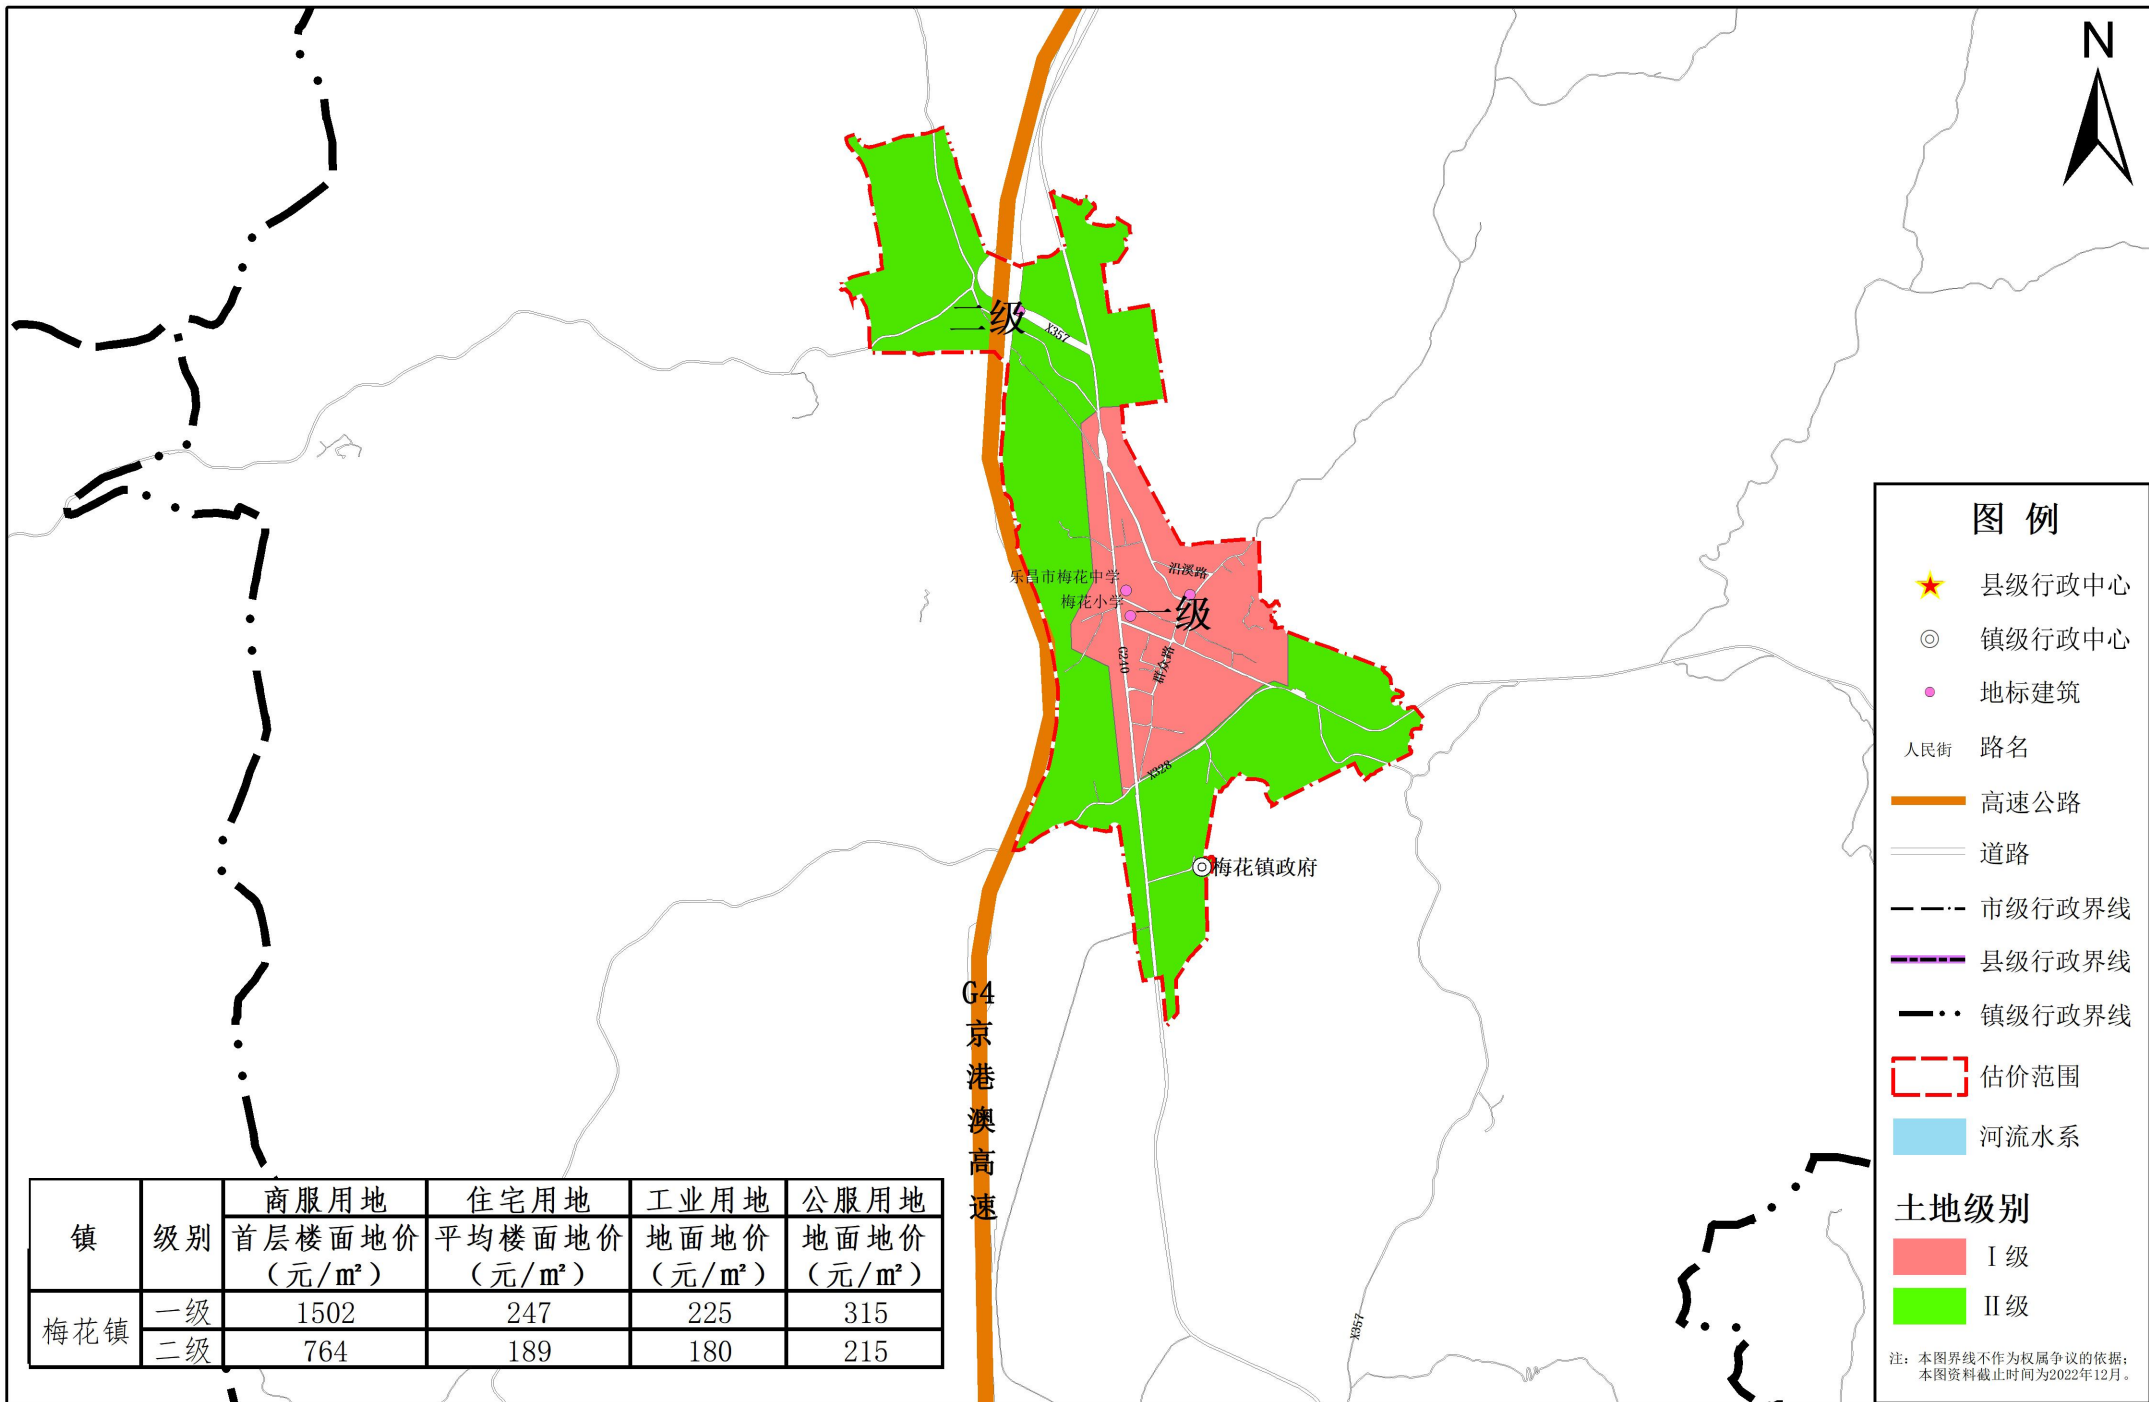 N
二级
X357
沿溪路
乐昌市梅花中学
梅花小学
一级
G240
群众路
X328
梅花镇政府
G4
京
港
澳
高
速
X357
图 例
县级行政中心
镇级行政中心
地标建筑
人民街 路名
高速公路
道路
市级行政界线
县级行政界线
镇级行政界线
估价范围
河流水系
土地级别
Ⅰ级
Ⅱ级
注：本图界线不作为权属争议的依据；
本图资料截止时间为2022年12月。
镇 级别 商服用地 住宅用地 工业用地 公服用地
首层楼面地价 平均楼面地价 地面地价 地面地价
（元/㎡） （元/㎡） （元/㎡） （元/㎡）
梅花镇 一级 1502 247 225 315
二级 764 189 180 215